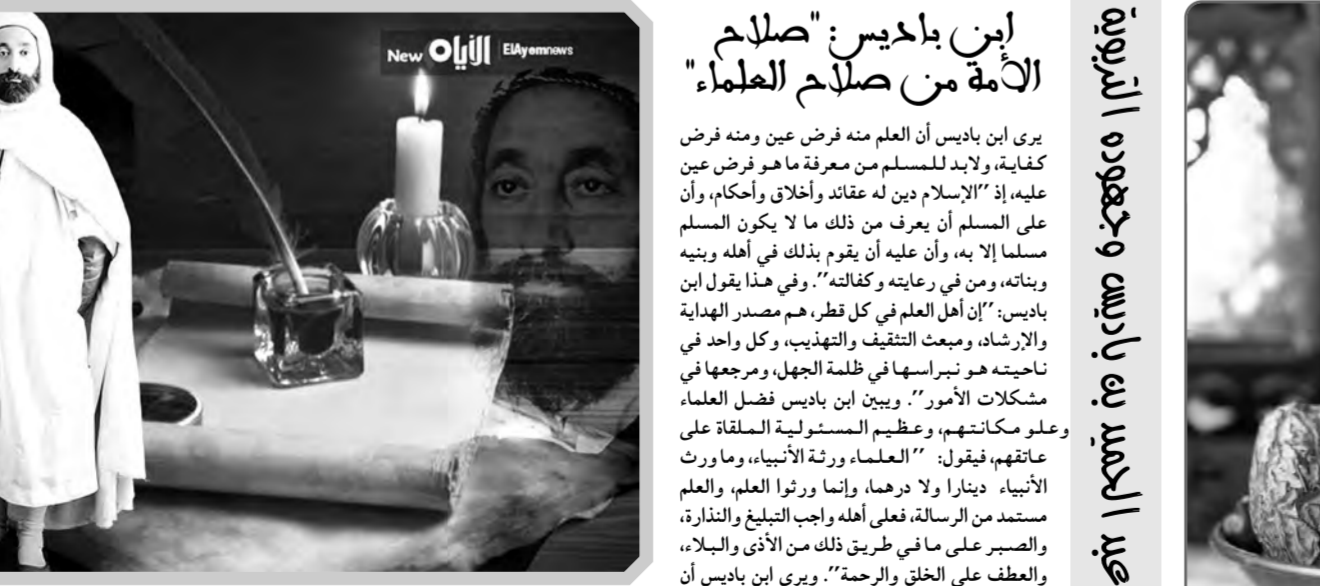 عبد الحميد بن باديس وجهوده التربوية
ابن باديس: "صلاح
الأمة من صلاح العلماء"
يرى ابن باديس أن العلم منه فرض عين ومنه فرض
كفاية، ولابد للمسلم من معرفة ما هو فرض عين
عليه، إذ ’’الإسلام دين له عقائد وأخلاق وأحكام، وأن
على المسلم أن يعرف من ذلك ما لا يكون المسلم
مسلما إلا به، وأن عليه أن يقوم بذلك في أهله وبنيه
وبناته، ومن في رعايته وكفالته’’. وفي هذا يقول ابن
باديس: ’’إن أهل العلم في كل قطر، هم مصدر الهداية
والإرشاد، ومبعث التثقيف والتهذيب، وكل واحد في
ناحيته هو نبراسها في ظلمة الجهل، ومرجعها في
مشكلات الأمور’’. ويبين ابن باديس فضل العلماء
وعلو مكانتهم، وعظيم المسئولية الملقاة على
عاتقهم، فيقول: ’’العلماء ورثة الأنبياء، وما ورث
الأنبياء دينارا ولا درهما، وإنما ورثوا العلم، والعلم
مستمد من الرسالة، فعلى أهله واجب التبليغ والنذارة،
والصبر على ما في طريق ذلك من الأذى والبلاء،
والعطف على الخلق والرحمة’’. ويرى ابن باديس أن
New الأيام ElAyemnews